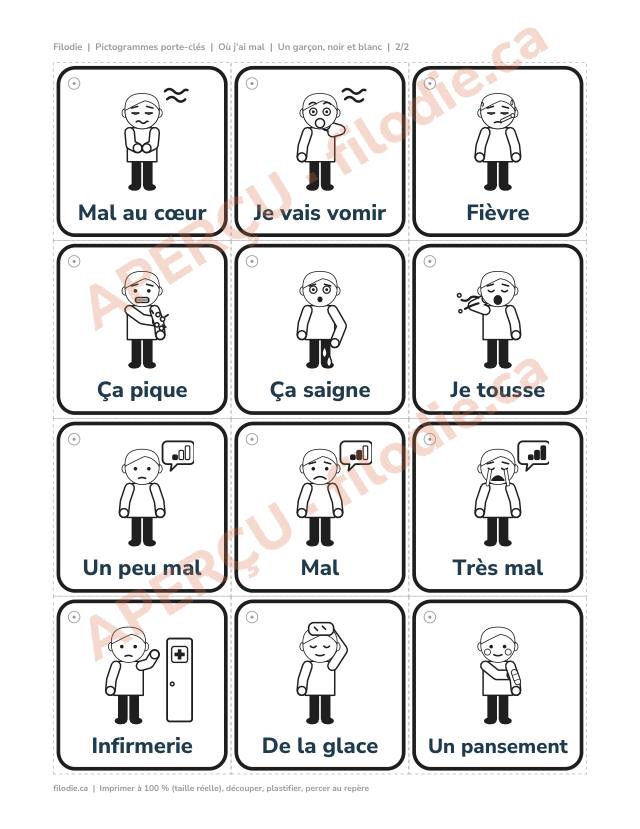 Filodie | Pictogrammes porte-clés | Où j'ai mal | Un garçon, noir et blanc | 2/2
Mal au cœur
Je vais vomir
Fièvre
Ça pique
Ça saigne
Je tousse
Un peu mal
Mal
Très mal
Infirmerie
De la glace
Un pansement
APERÇU · filodie.ca
APERÇU · filodie.ca
filodie.ca | Imprimer à 100 % (taille réelle), découper, plastifier, percer au repère